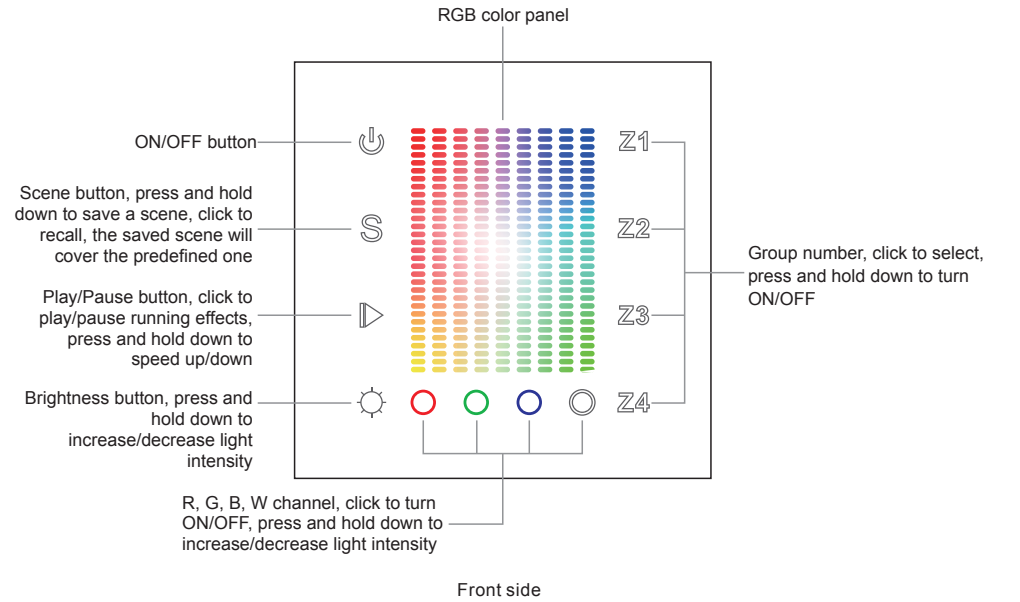 RGB color panel
ON/OFF button
Z1
Scene button, press and hold
down to save a scene, click to
recall, the saved scene will
cover the predefined one
S
Z2
Group number, click to select,
press and hold down to turn
ON/OFF
Play/Pause button, click to
play/pause running effects,
press and hold down to
speed up/down
Z3
Brightness button, press and
hold down to
increase/decrease light
intensity
Z4
R, G, B, W channel, click to turn
ON/OFF, press and hold down to
increase/decrease light intensity
Front side